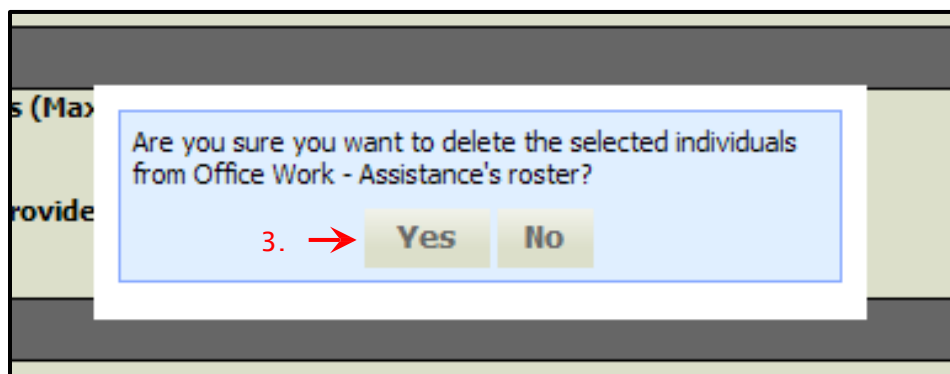 s (Max
Are you sure you want to delete the selected individuals
from Office Work - Assistance's roster?
rovide
3. Yes No